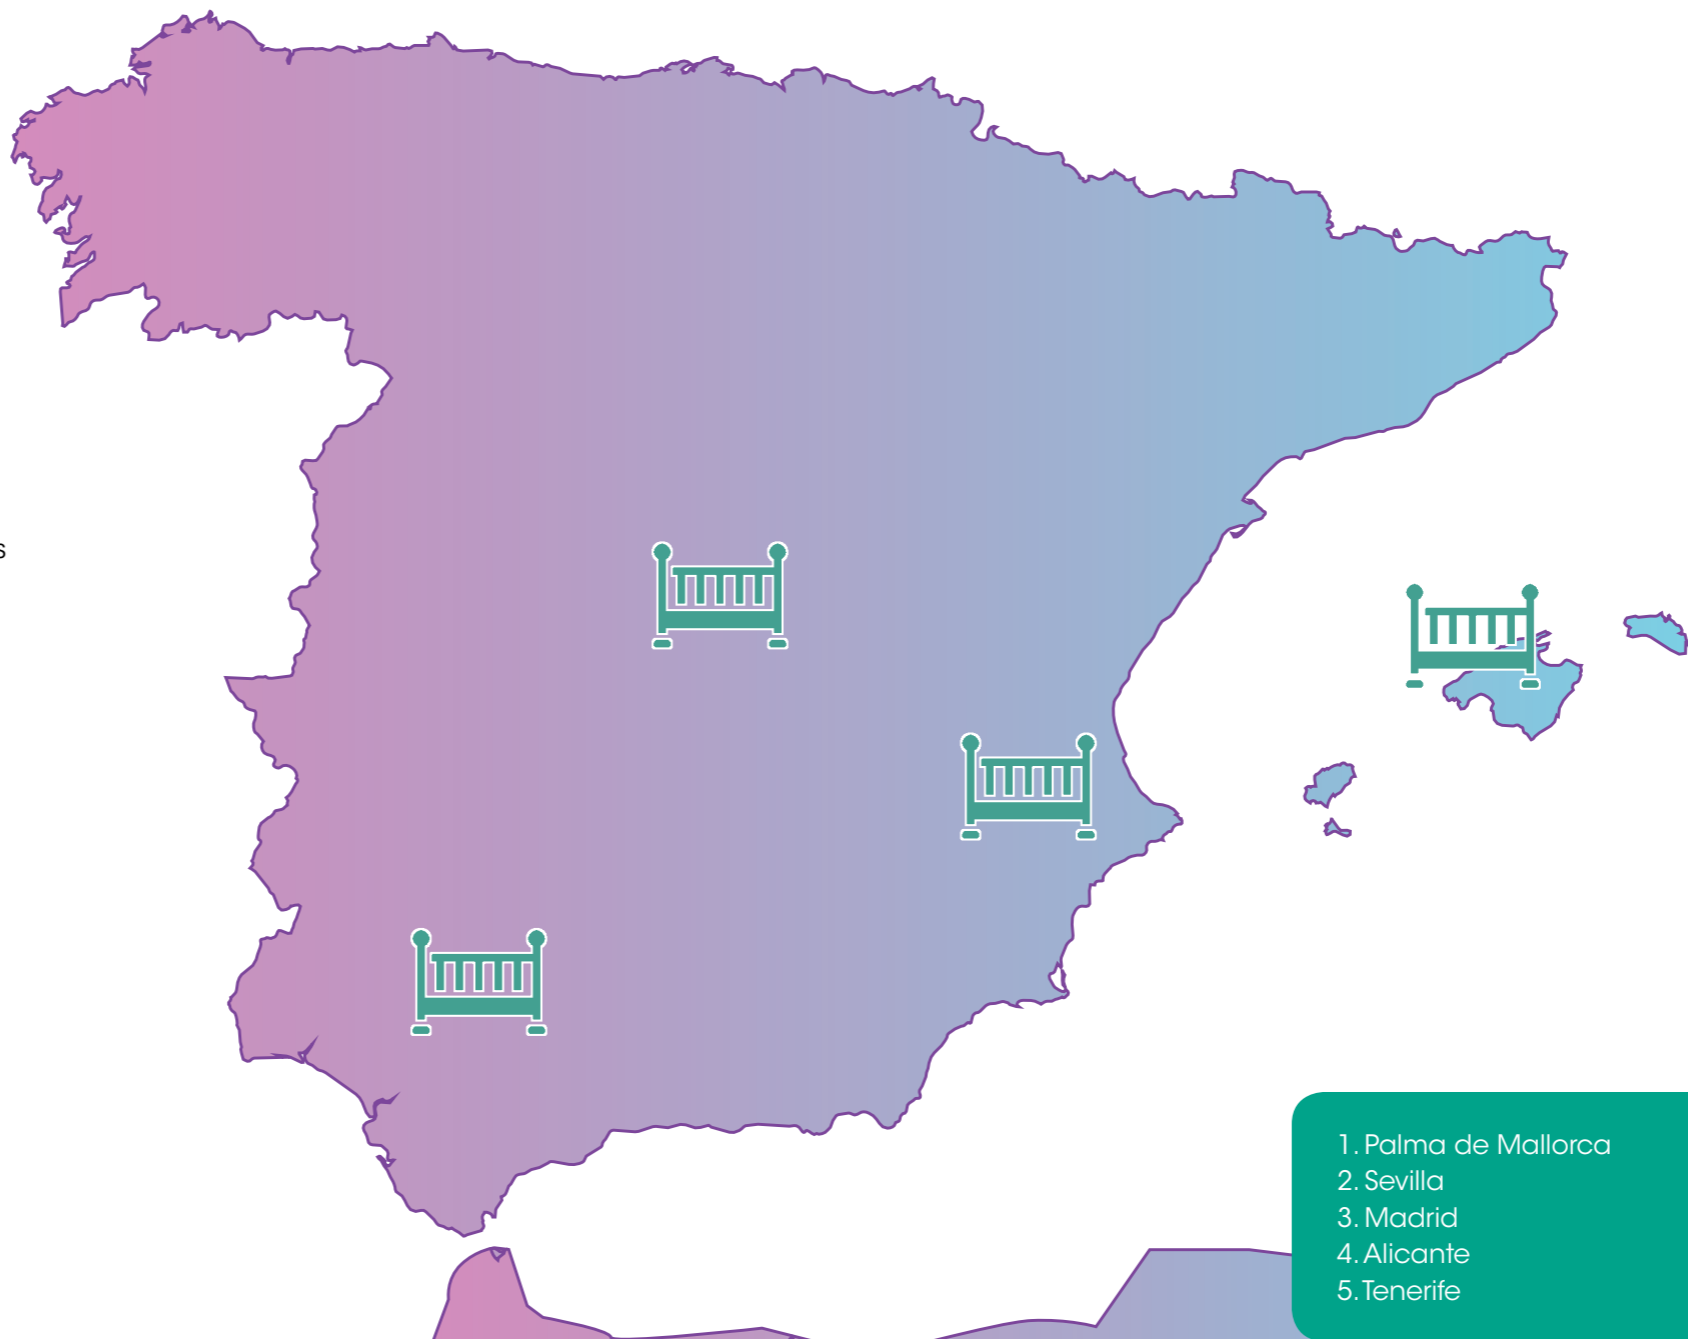 s
1. Palma de Mallorca
2. Sevilla
3. Madrid
4. Alicante
5. Tenerife